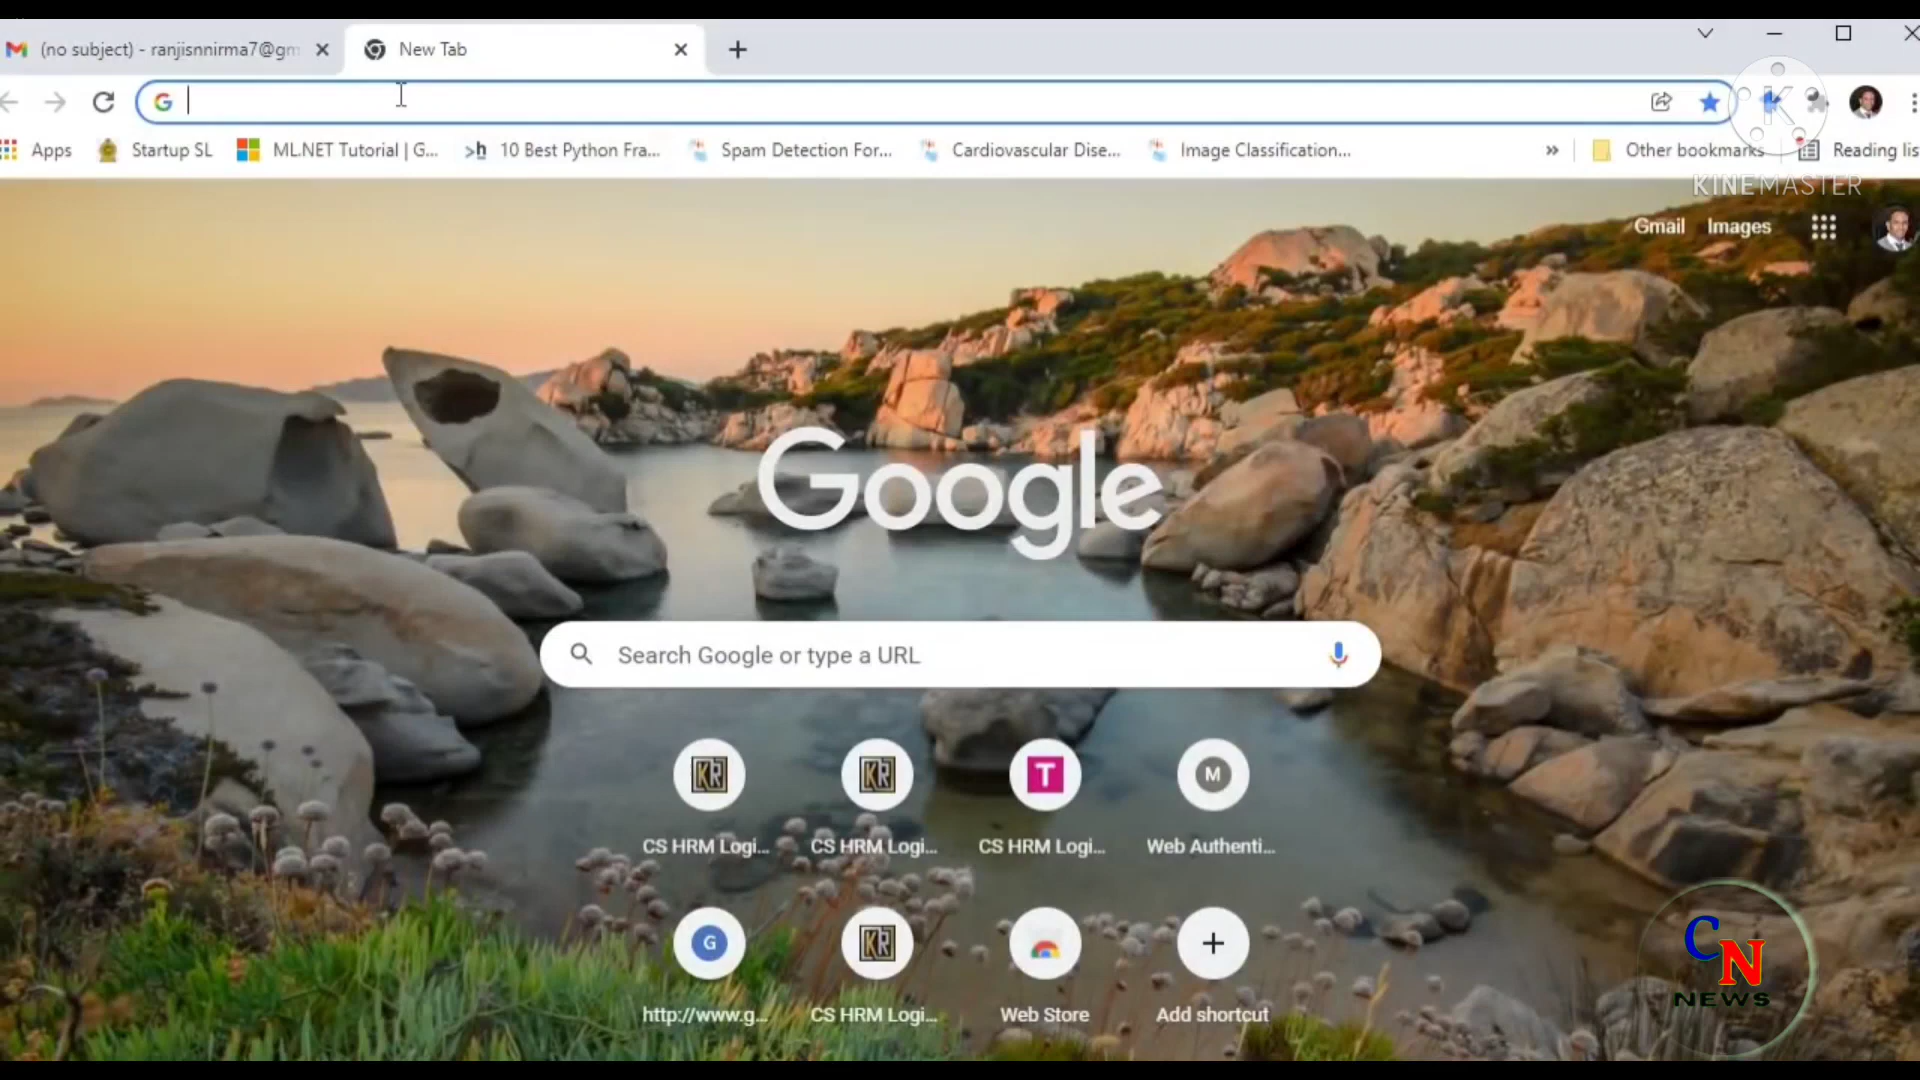 (no subject) - ranjisnnirma7@gm
New Tab
Apps
Startup SL
ML.NET Tutorial | G...
>h 10 Best Python Fra...
Spam Detection For...
Cardiovascular Dise...
Image Classification...
»
Other bookmarks
Reading lis
K
KINEMASTER
Gmail Images
Google
Search Google or type a URL
KR KR T M
CS HRM Logi... CS HRM Logi... CS HRM Logi... Web Authenti...
G KR
http://www.g... CS HRM Logi... Web Store Add shortcut
CN
NEWS